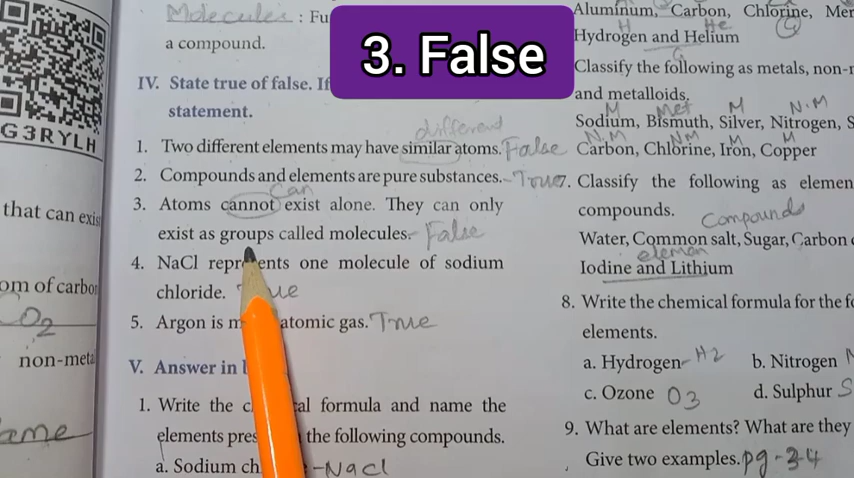 G3RYLH
that can exis
om of carbo
CO2
non-meta
ame
Molecules : Fu
a compound.
3. False
IV. State true of false. If
statement.
different
1. Two different elements may have similar atoms. False
2. Compounds and elements are pure substances. - True
can
3. Atoms cannot exist alone. They can only
exist as groups called molecules. - False
4. NaCl represents one molecule of sodium
chloride.
5. Argon is atomic gas. True
V. Answer in
1. Write the formula and name the
elements the following compounds.
a. Sodium - NaCl
Aluminum, Carbon, Chlorine, Mer
H He
Hydrogen and Helium
Classify the following as metals, non-m
and metalloids.
M Met M N.M
Sodium, Bismuth, Silver, Nitrogen, S
N.M NM M M
Carbon, Chlorine, Iron, Copper
7. Classify the following as elemen
compounds.
Compounds
Water, Common salt, Sugar, Carbon
elemen
Iodine and Lithium
8. Write the chemical formula for the fo
elements.
a. Hydrogen - H2 b. Nitrogen
c. Ozone O3 d. Sulphur S
9. What are elements? What are they
Give two examples. pg - 34